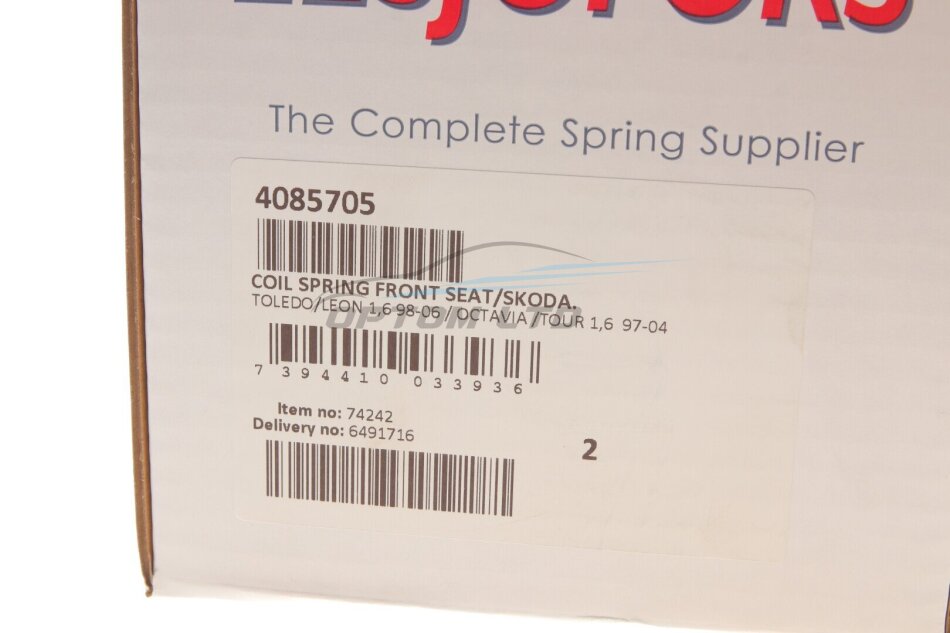 The Complete Spring Supplier
4085705
COIL SPRING FRONT SEAT/SKODA.
TOLEDO/LEON 1,6 98-06 / OCTAVIA /TOUR 1,6 97-04
7 394410 033936
Item no: 74242
Delivery no: 6491716
2